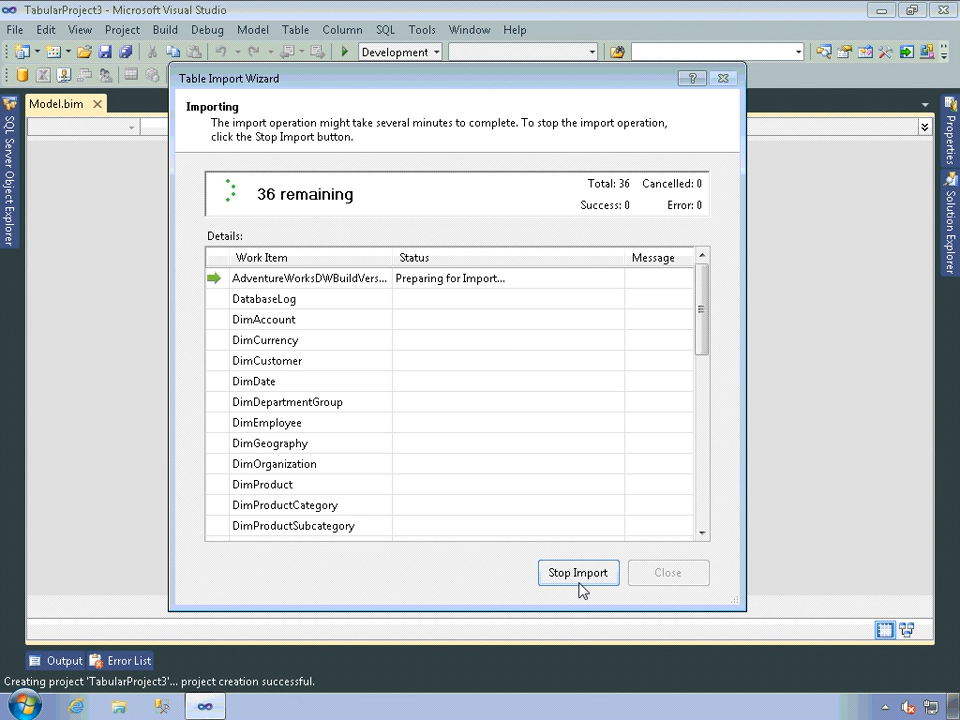 TabularProject3 - Microsoft Visual Studio
File Edit View Project Build Debug Model Table Column SQL Tools Window Help
Development
Table Import Wizard
Model.bim
Importing
The import operation might take several minutes to complete. To stop the import operation,
click the Stop Import button.
36 remaining
Total: 36 Cancelled: 0
Success: 0 Error: 0
Details:
Work Item Status Message
AdventureWorksDWBuildVers... Preparing for Import...
DatabaseLog
DimAccount
DimCurrency
DimCustomer
DimDate
DimDepartmentGroup
DimEmployee
DimGeography
DimOrganization
DimProduct
DimProductCategory
DimProductSubcategory
Stop Import Close
SQL Server Object Explorer
Properties
Solution Explorer
Output Error List
Creating project 'TabularProject3'... project creation successful.